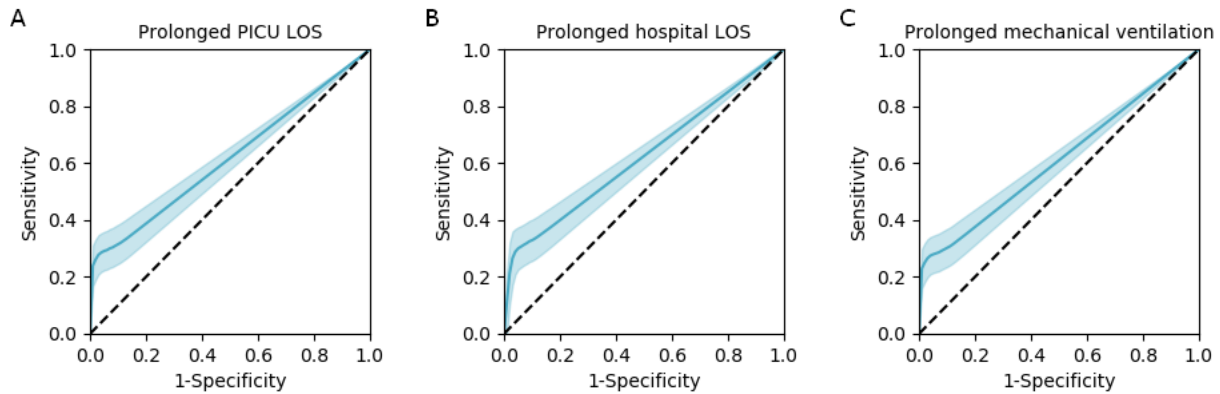 A
Prolonged PICU LOS
1.0
0.8
0.6
0.4
0.2
0.0
Sensitivity
0.0 0.2 0.4 0.6 0.8 1.0
1-Specificity
B
Prolonged hospital LOS
1.0
0.8
0.6
0.4
0.2
0.0
Sensitivity
0.0 0.2 0.4 0.6 0.8 1.0
1-Specificity
C
Prolonged mechanical ventilation
1.0
0.8
0.6
0.4
0.2
0.0
Sensitivity
0.0 0.2 0.4 0.6 0.8 1.0
1-Specificity